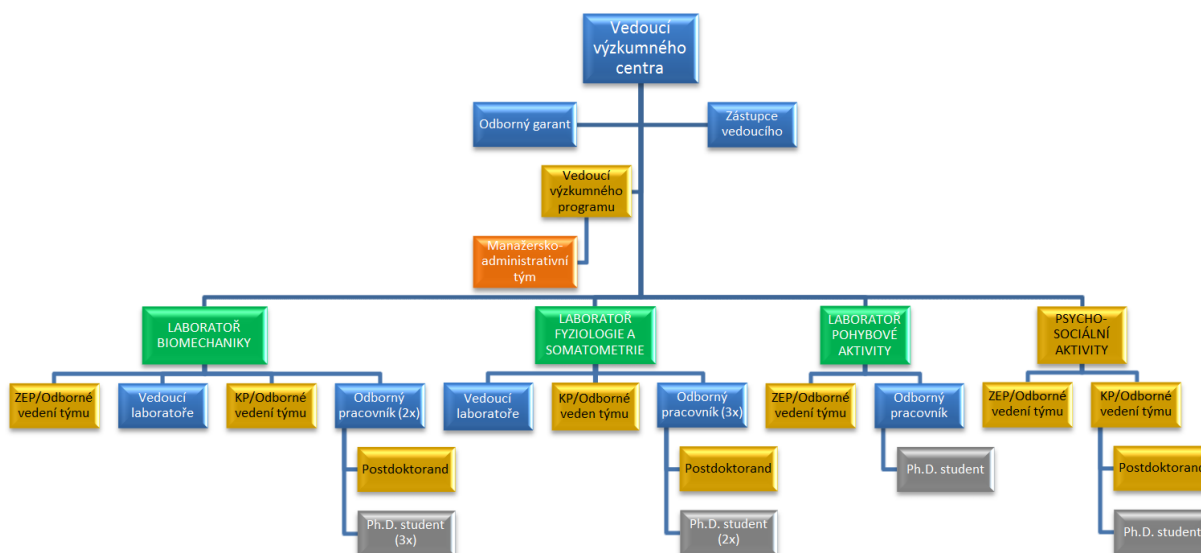 Vedoucí
výzkumného
centra
Odborný garant
Zástupce
vedoucího
Vedoucí
výzkumného
programu
Manažersko-
administrativní
tým
LABORATOŘ
BIOMECHANIKY
LABORATOŘ
FYZIOLOGIE A
SOMATOMETRIE
LABORATOŘ
POHYBOVÉ
AKTIVITY
PSYCHO-
SOCIÁLNÍ
AKTIVITY
ZEP/Odborné
vedení týmu
Vedoucí
laboratoře
KP/Odborné
vedení týmu
Odborný
pracovník (2x)
Postdoktorand
Ph.D. student
(3x)
Vedoucí
laboratoře
KP/Odborné
veden týmu
Odborný
pracovník (3x)
Postdoktorand
Ph.D. student
(2x)
ZEP/Odborné
vedení týmu
Odborný
pracovník
Ph.D. student
ZEP/Odborné
vedení týmu
KP/Odborné
vedení týmu
Postdoktorand
Ph.D. student